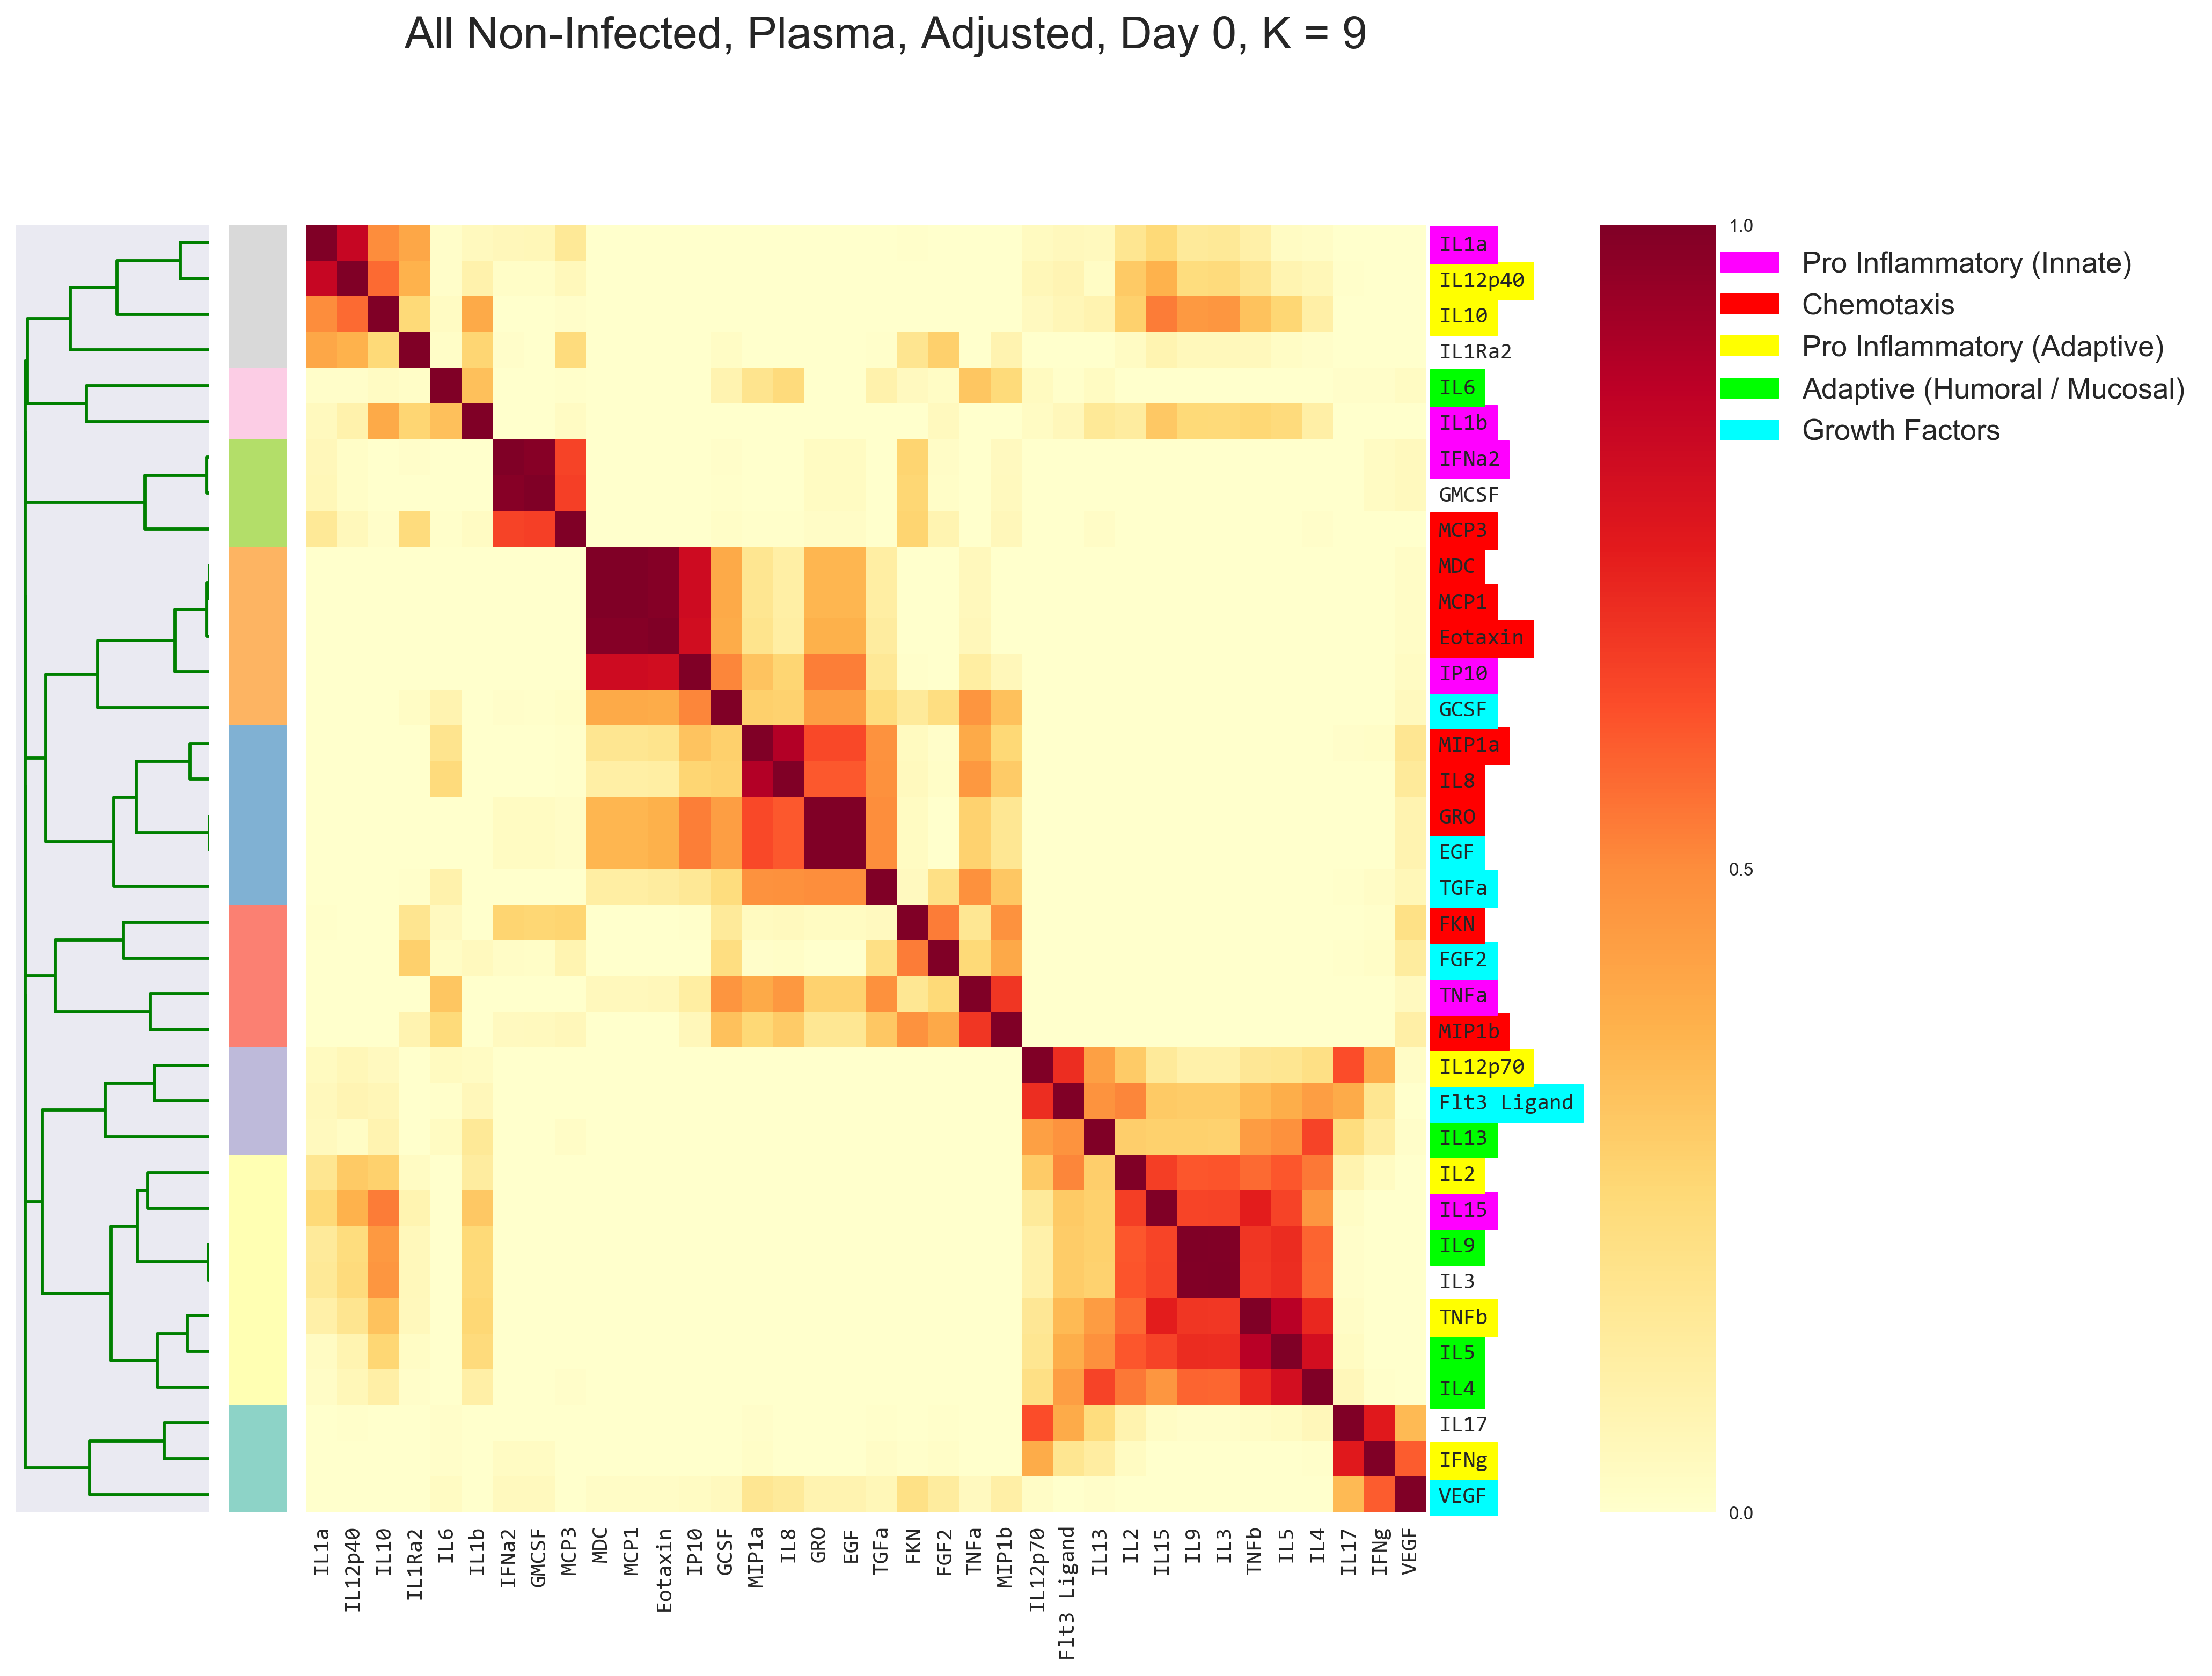 All Non-Infected, Plasma, Adjusted, Day 0, K = 9
IL1a
IL12p40
IL10
IL1Ra2
IL6
IL1b
IFNa2
GMCSF
MCP3
MDC
MCP1
Eotaxin
IP10
GCSF
MIP1a
IL8
GRO
EGF
TGFa
FKN
FGF2
TNFa
MIP1b
IL12p70
Flt3 Ligand
IL13
IL2
IL15
IL9
IL3
TNFb
IL5
IL4
IL17
IFNg
VEGF
1.0
0.5
0.0
Pro Inflammatory (Innate)
Chemotaxis
Pro Inflammatory (Adaptive)
Adaptive (Humoral / Mucosal)
Growth Factors
IL1a
IL12p40
IL10
IL1Ra2
IL6
IL1b
IFNa2
GMCSF
MCP3
MDC
MCP1
Eotaxin
IP10
GCSF
MIP1a
IL8
GRO
EGF
TGFa
FKN
FGF2
TNFa
MIP1b
IL12p70
Flt3 Ligand
IL13
IL2
IL15
IL9
IL3
TNFb
IL5
IL4
IL17
IFNg
VEGF